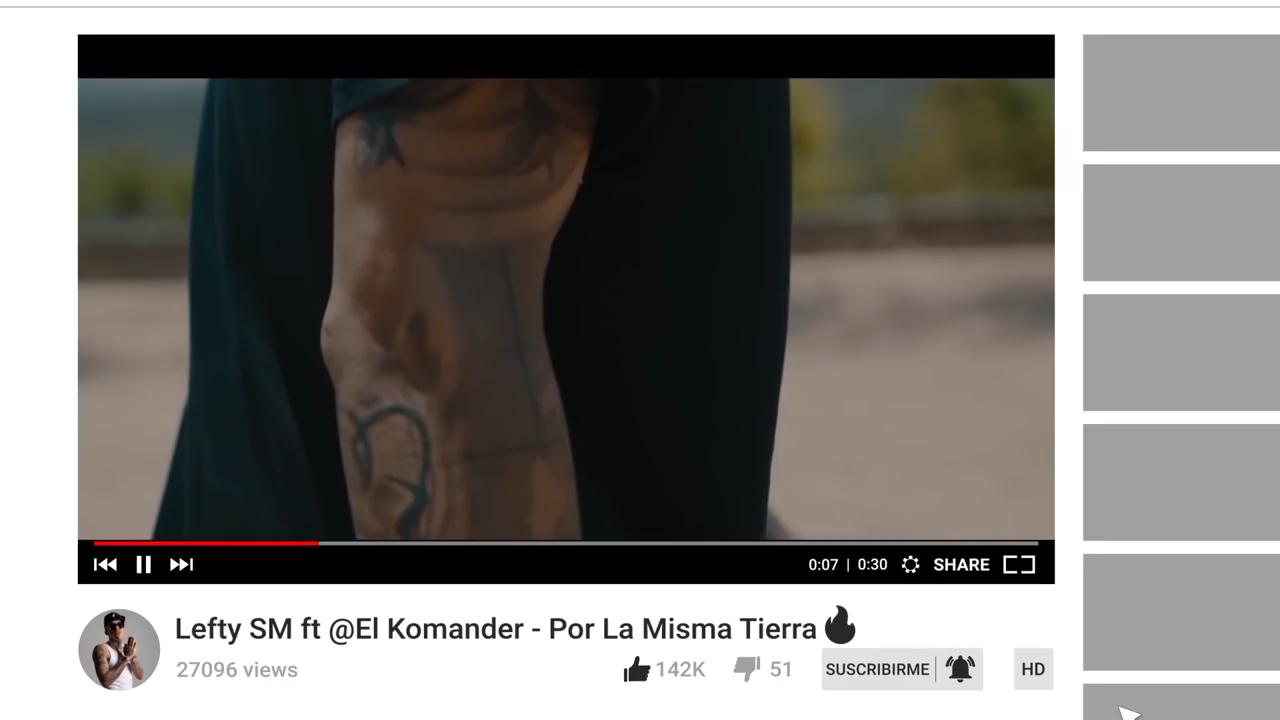 0:07 | 0:30 SHARE
Lefty SM ft @El Komander - Por La Misma Tierra
27096 views 142K 51 SUSCRIBIRME HD